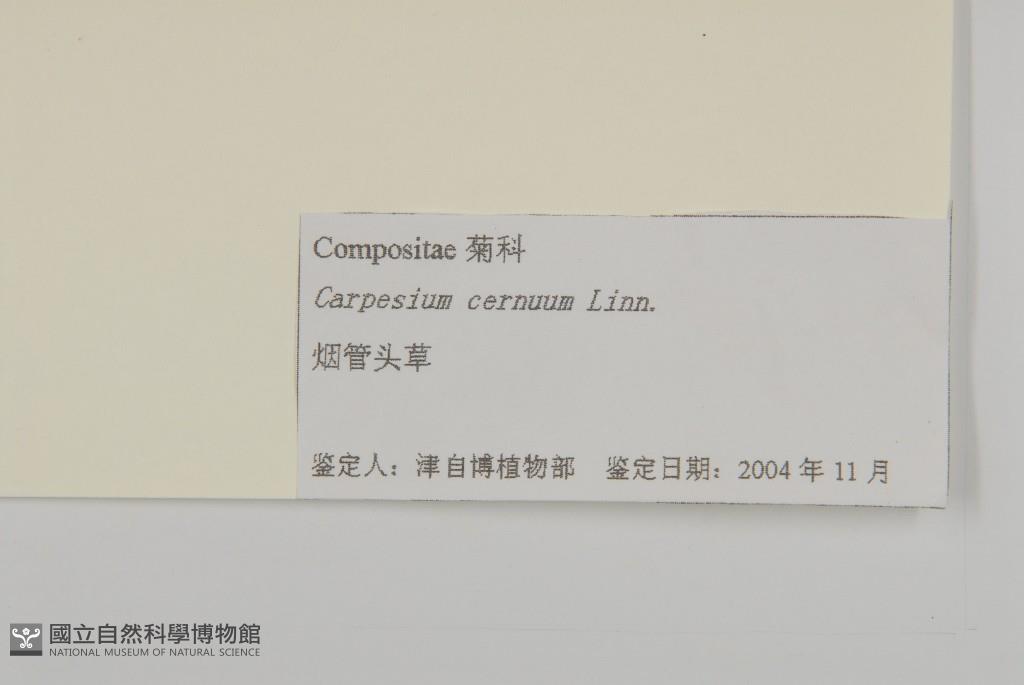 Compositae 菊科
Carpesium cernuum Linn.
烟管头草
鉴定人：津自博植物部 鉴定日期：2004 年 11 月
國立自然科學博物館
NATIONAL MUSEUM OF NATURAL SCIENCE